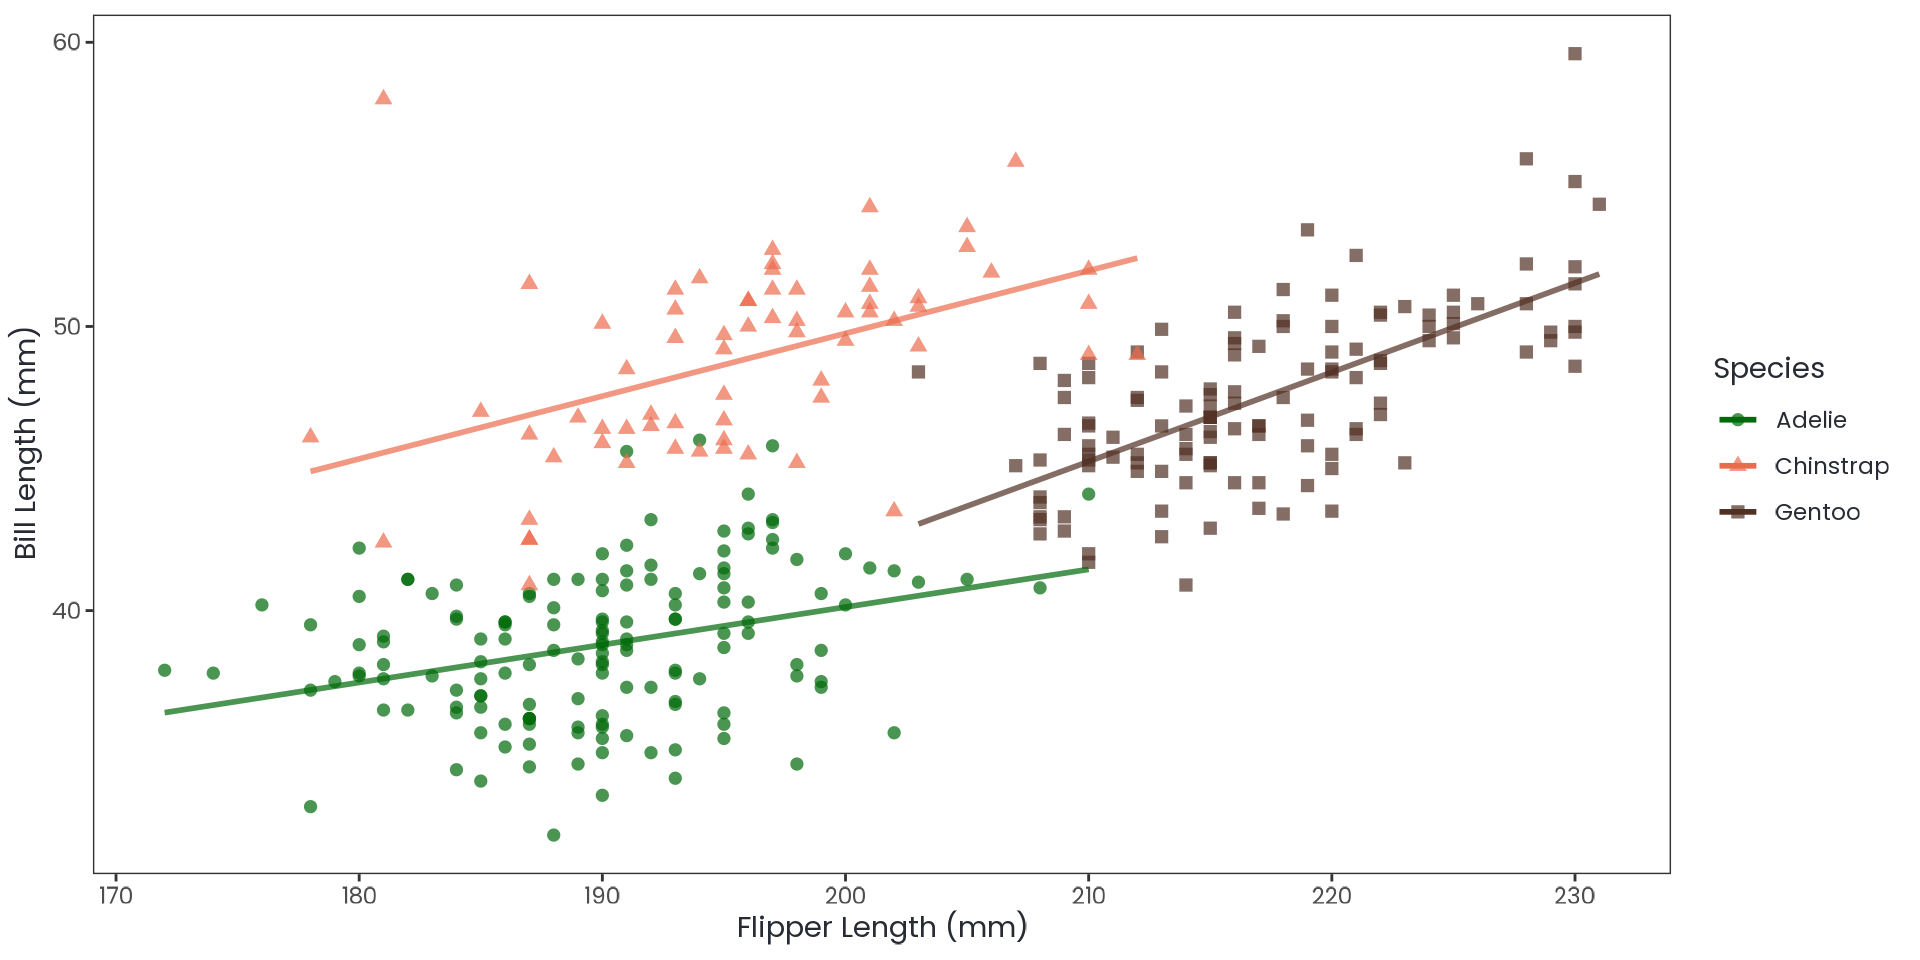 60
50
40
Bill Length (mm)
170 180 190 200 210 220 230
Flipper Length (mm)
Species
Adelie
Chinstrap
Gentoo